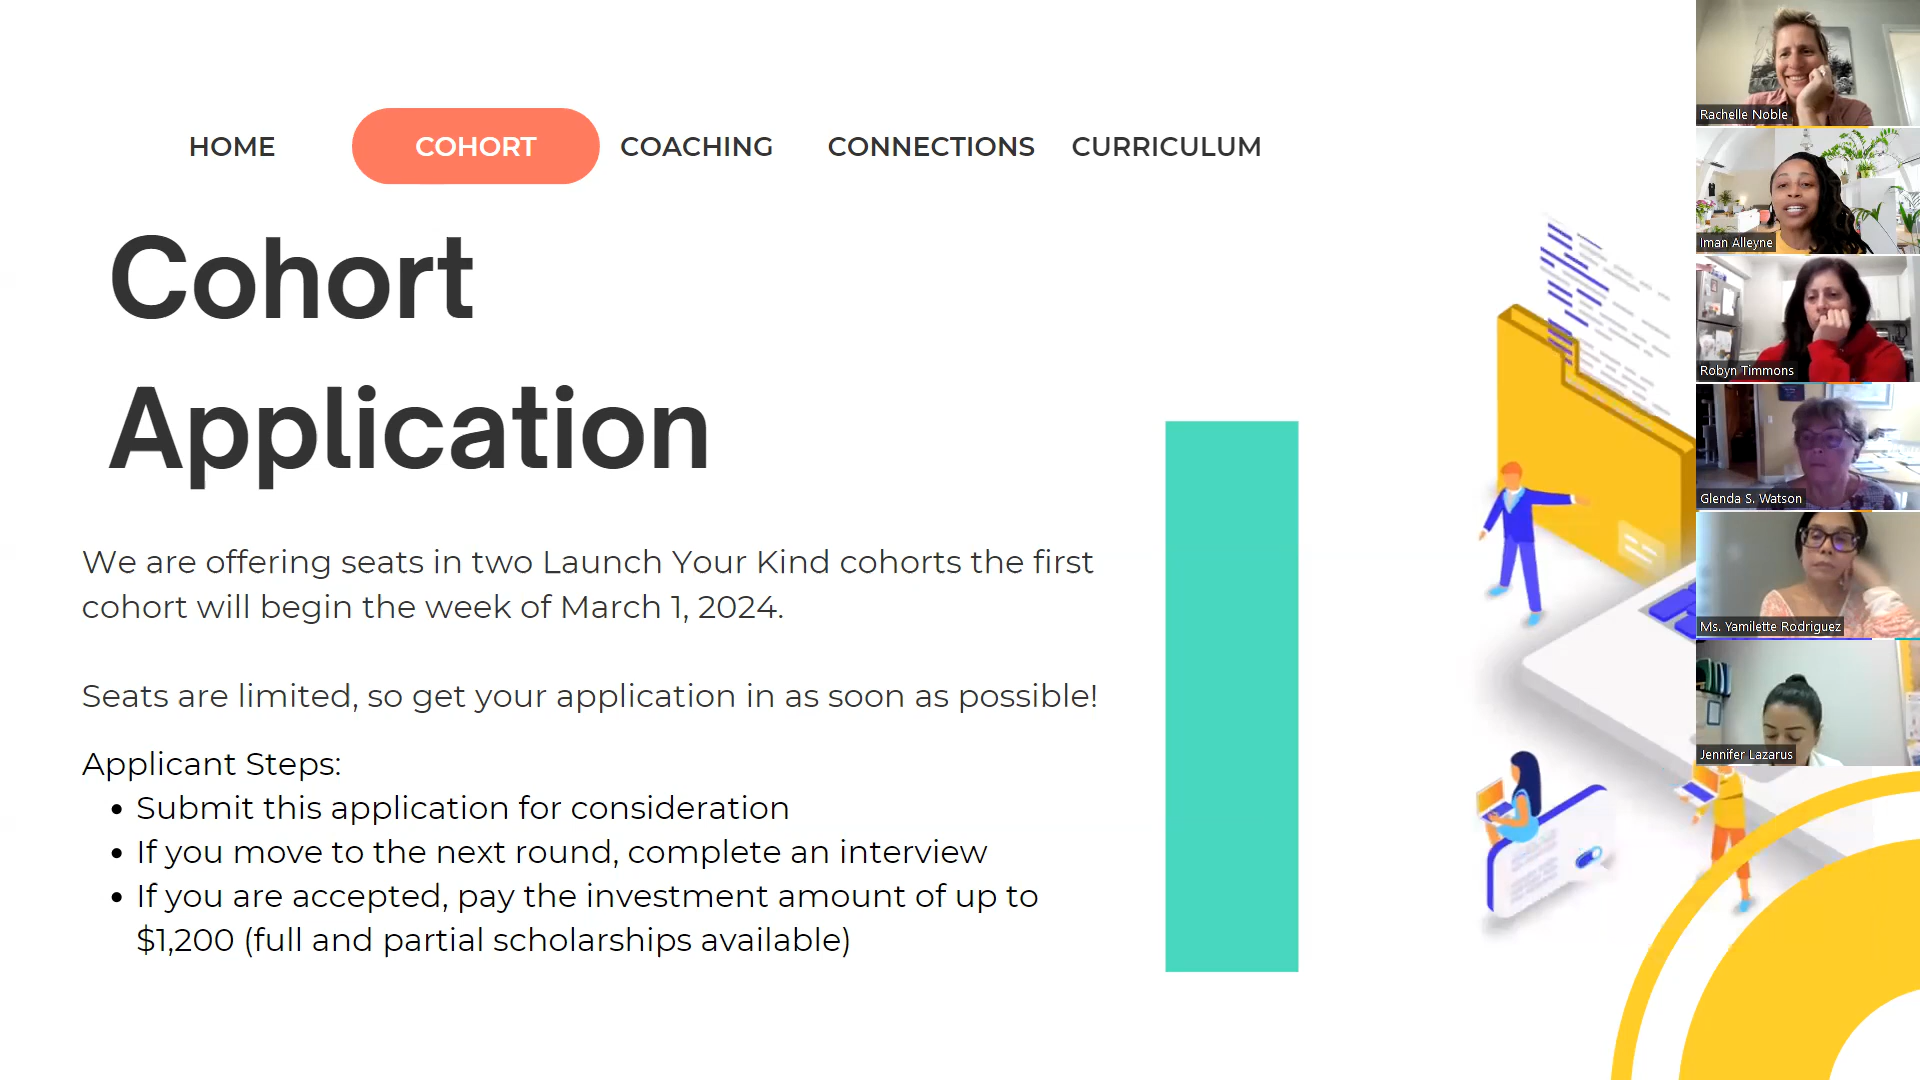 HOME COHORT COACHING CONNECTIONS CURRICULUM
Cohort
Application
We are offering seats in two Launch Your Kind cohorts the first
cohort will begin the week of March 1, 2024.
Seats are limited, so get your application in as soon as possible!
Applicant Steps:
• Submit this application for consideration
• If you move to the next round, complete an interview
• If you are accepted, pay the investment amount of up to
$1,200 (full and partial scholarships available)
Rachelle Noble
Iman Alleyne
Robyn Timmons
Glenda S. Watson
Ms. Yamilette Rodriguez
Jennifer Lazarus